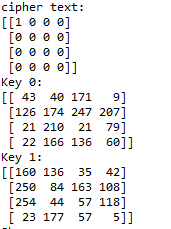 cipher text:
[[1 0 0 0]
 [0 0 0 0]
 [0 0 0 0]
 [0 0 0 0]]
Key 0:
[[ 43  40 171   9]
 [126 174 247 207]
 [ 21 210  21  79]
 [ 22 166 136  60]]
Key 1:
[[160 136  35  42]
 [250  84 163 108]
 [254  44  57 118]
 [ 23 177  57   5]]